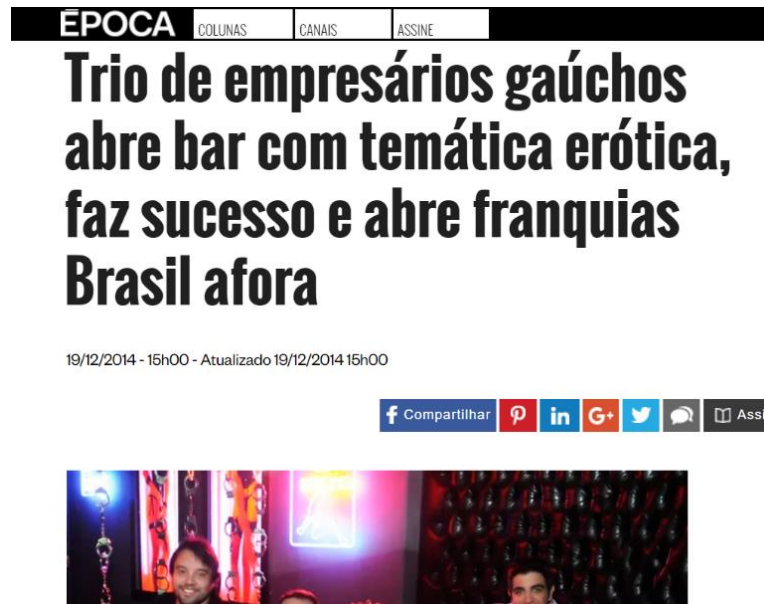 ÉPOCA COLUNAS CANAIS ASSINE
Trio de empresários gaúchos
abre bar com temática erótica,
faz sucesso e abre franquias
Brasil afora
19/12/2014 - 15h00 - Atualizado 19/12/2014 15h00
Compartilhar G+ Assi